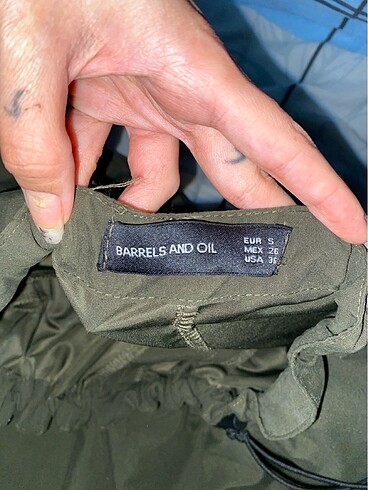 BARRELS AND OIL
EUR S
MEX 26
USA